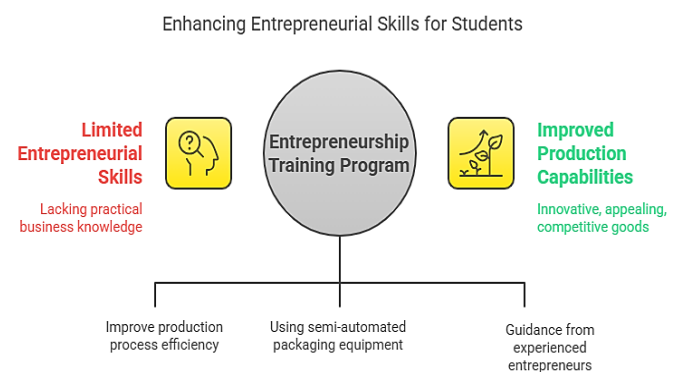 Enhancing Entrepreneurial Skills for Students
Limited
Entrepreneurial
Skills
Lacking practical
business knowledge
Entrepreneurship
Training Program
Improved
Production
Capabilities
Innovative, appealing,
competitive goods
Improve production
process efficiency
Using semi-automated
packaging equipment
Guidance from
experienced
entrepreneurs